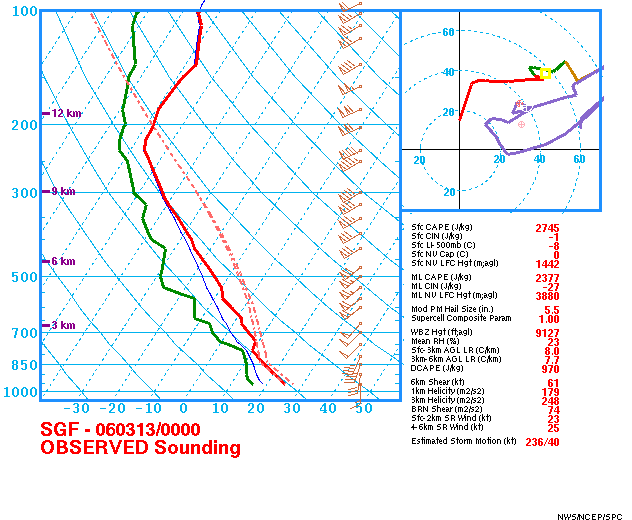 100
200
300
400
500
700
850
1000
12 km
9 km
6 km
3 km
-30 -20 -10 0 10 20 30 40 50
SGF - 060313/0000
OBSERVED Sounding
60
40
20
20 20 40 60
20
Sfc CAPE (J/kg) 2745
Sfc CIN (J/kg) -1
Sfc LI-500mb (C) -8
Sfc NV Cap (C) 0
Sfc NV LFC Hgt (m;agl) 1442
ML CAPE (J/kg) 2377
ML CIN (J/kg) -27
ML NV LFC Hgt (m;agl) 3880
Mod PM Hail Size (in.) 5.5
Supercell Composite Param 1.00
WBZ Hgt (ft;agl) 9127
Mean RH (%) 23
Sfc-3km AGL LR (C/km) 8.0
3km-6km AGL LR (C/km) 7.7
DCAPE (J/kg) 970
6km Shear (kt) 61
1km Helicity (m2/s2) 179
3km Helicity (m2/s2) 248
BRN Shear (m2/s2) 74
Sfc-2km SR Wind (kt) 23
4-6km SR Wind (kt) 25
Estimated Storm Motion (kt) 236/40
NWS/NCEP/SPC